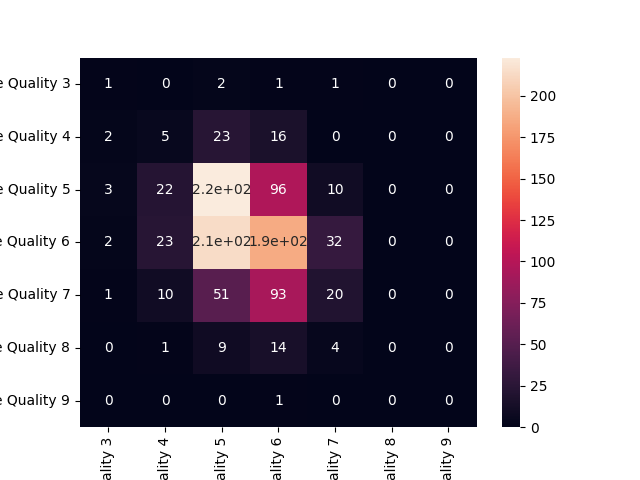 e Quality 3 1 0 2 1 1 0 0
e Quality 4 2 5 23 16 0 0 0
e Quality 5 3 22 2.2e+02 96 10 0 0
e Quality 6 2 23 2.1e+02 1.9e+02 32 0 0
e Quality 7 1 10 51 93 20 0 0
e Quality 8 0 1 9 14 4 0 0
e Quality 9 0 0 0 1 0 0 0
ality 3
ality 4
ality 5
ality 6
ality 7
ality 8
ality 9
200
175
150
125
100
75
50
25
0